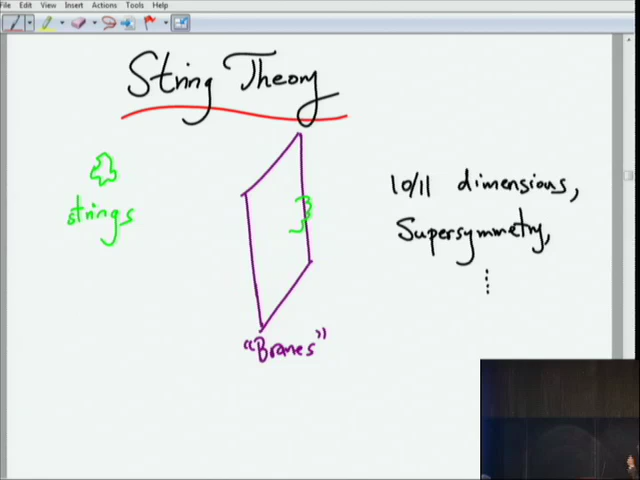 File Edit View Insert Actions Tools Help
String Theory
strings
"Branes"
10/11 dimensions,
Supersymmetry,
⋮